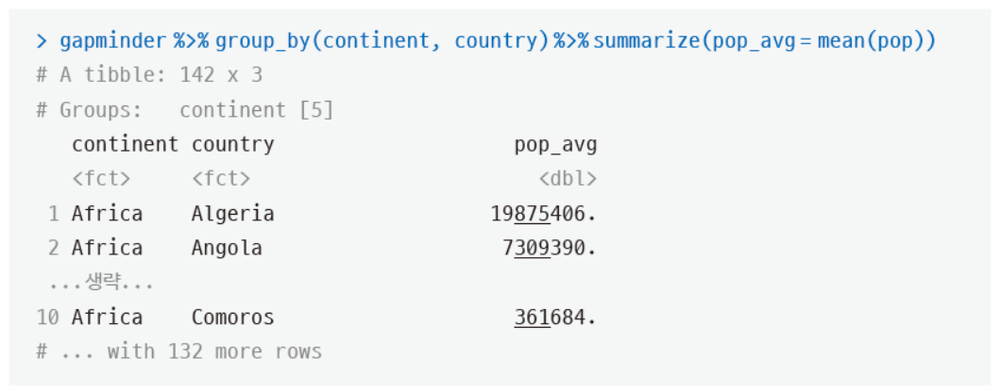 > gapminder %>% group_by(continent, country) %>% summarize(pop_avg = mean(pop))
# A tibble: 142 x 3
# Groups:   continent [5]
   continent country                    pop_avg
   <fct>     <fct>                        <dbl>
 1 Africa    Algeria                  19875406.
 2 Africa    Angola                    7309390.
 ...생략...
10 Africa    Comoros                    361684.
# ... with 132 more rows